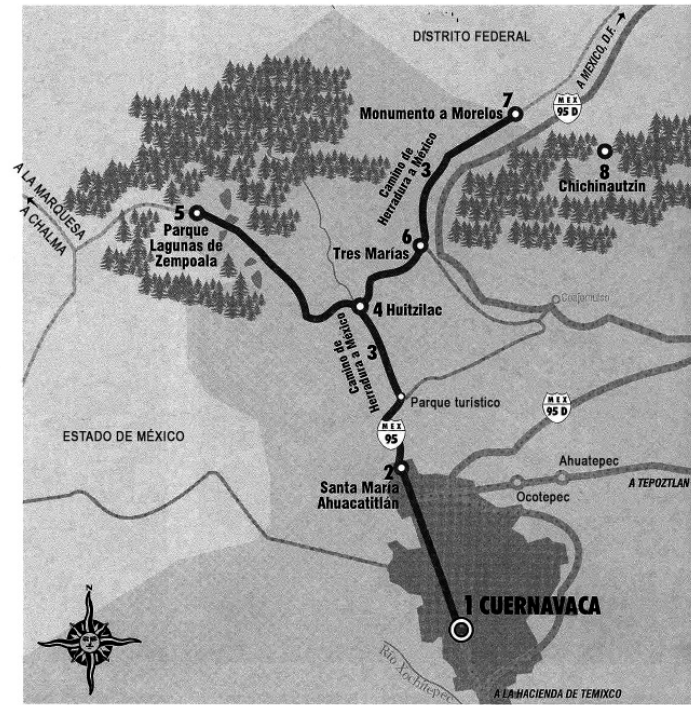 DISTRITO FEDERAL
A MEXICO, D.F.
MEX
95 D
7
Monumento a Morelos
3
Camino de
Herradura a México
8
Chichinautzin
A LA MARQUESA
A CHALMA
5
Parque
Lagunas de
Zempoala
6
Tres Marías
4 Huitzilac
Coajomulco
3
Camino de
Herradura a México
Parque turístico
MEX
95 D
MEX
95
ESTADO DE MÉXICO
2
Santa María
Ahuacatitlán
Ahuatepec
Ocotepec
A TEPOZTLAN
N
1 CUERNAVACA
Río Xochitepec
A LA HACIENDA DE TEMIXCO